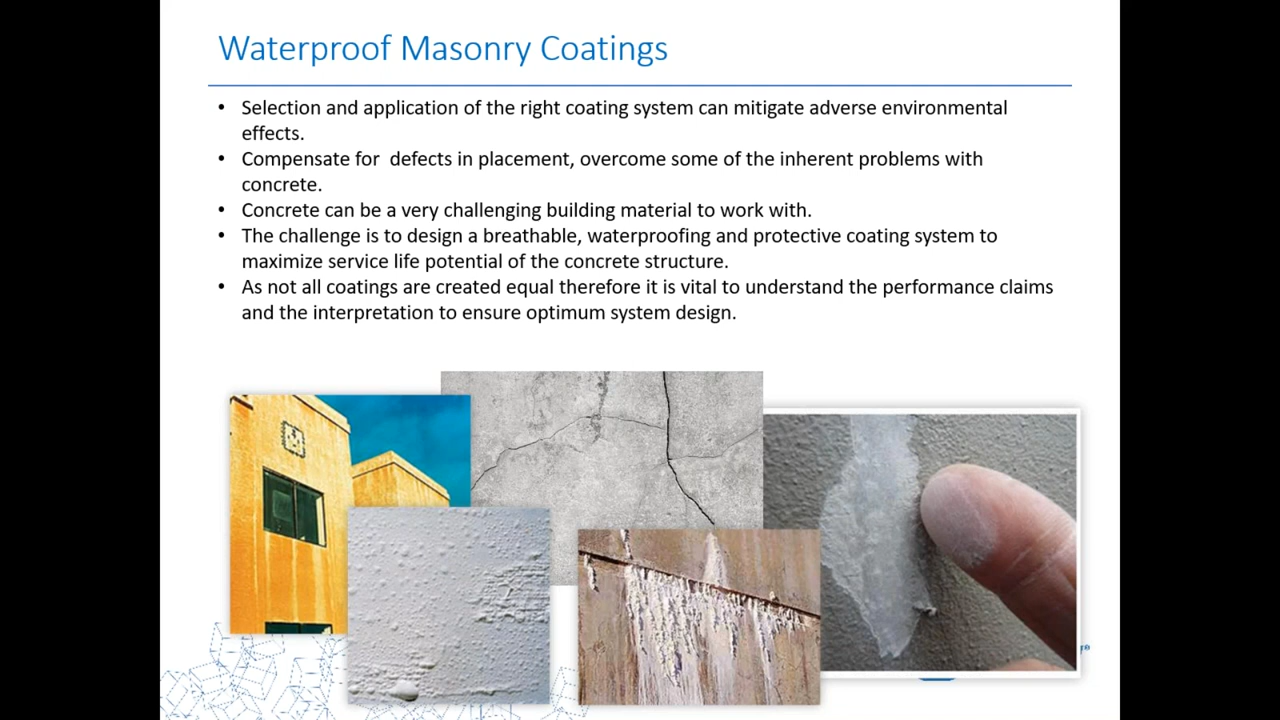 Waterproof Masonry Coatings
• Selection and application of the right coating system can mitigate adverse environmental
effects.
• Compensate for  defects in placement, overcome some of the inherent problems with
concrete.
• Concrete can be a very challenging building material to work with.
• The challenge is to design a breathable, waterproofing and protective coating system to
maximize service life potential of the concrete structure.
• As not all coatings are created equal therefore it is vital to understand the performance claims
and the interpretation to ensure optimum system design.